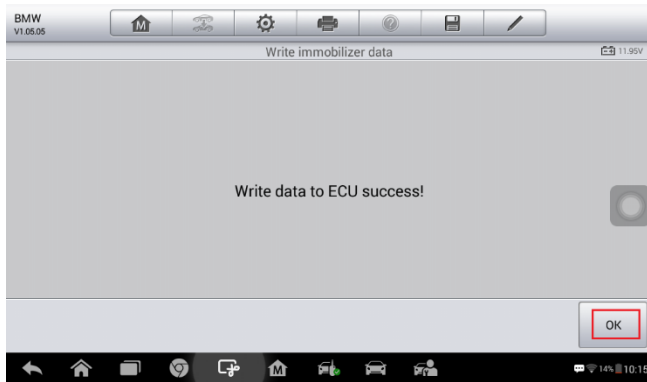 BMW
V1.05.05
Write immobilizer data
11.95V
Write data to ECU success!
OK
14%
10:15